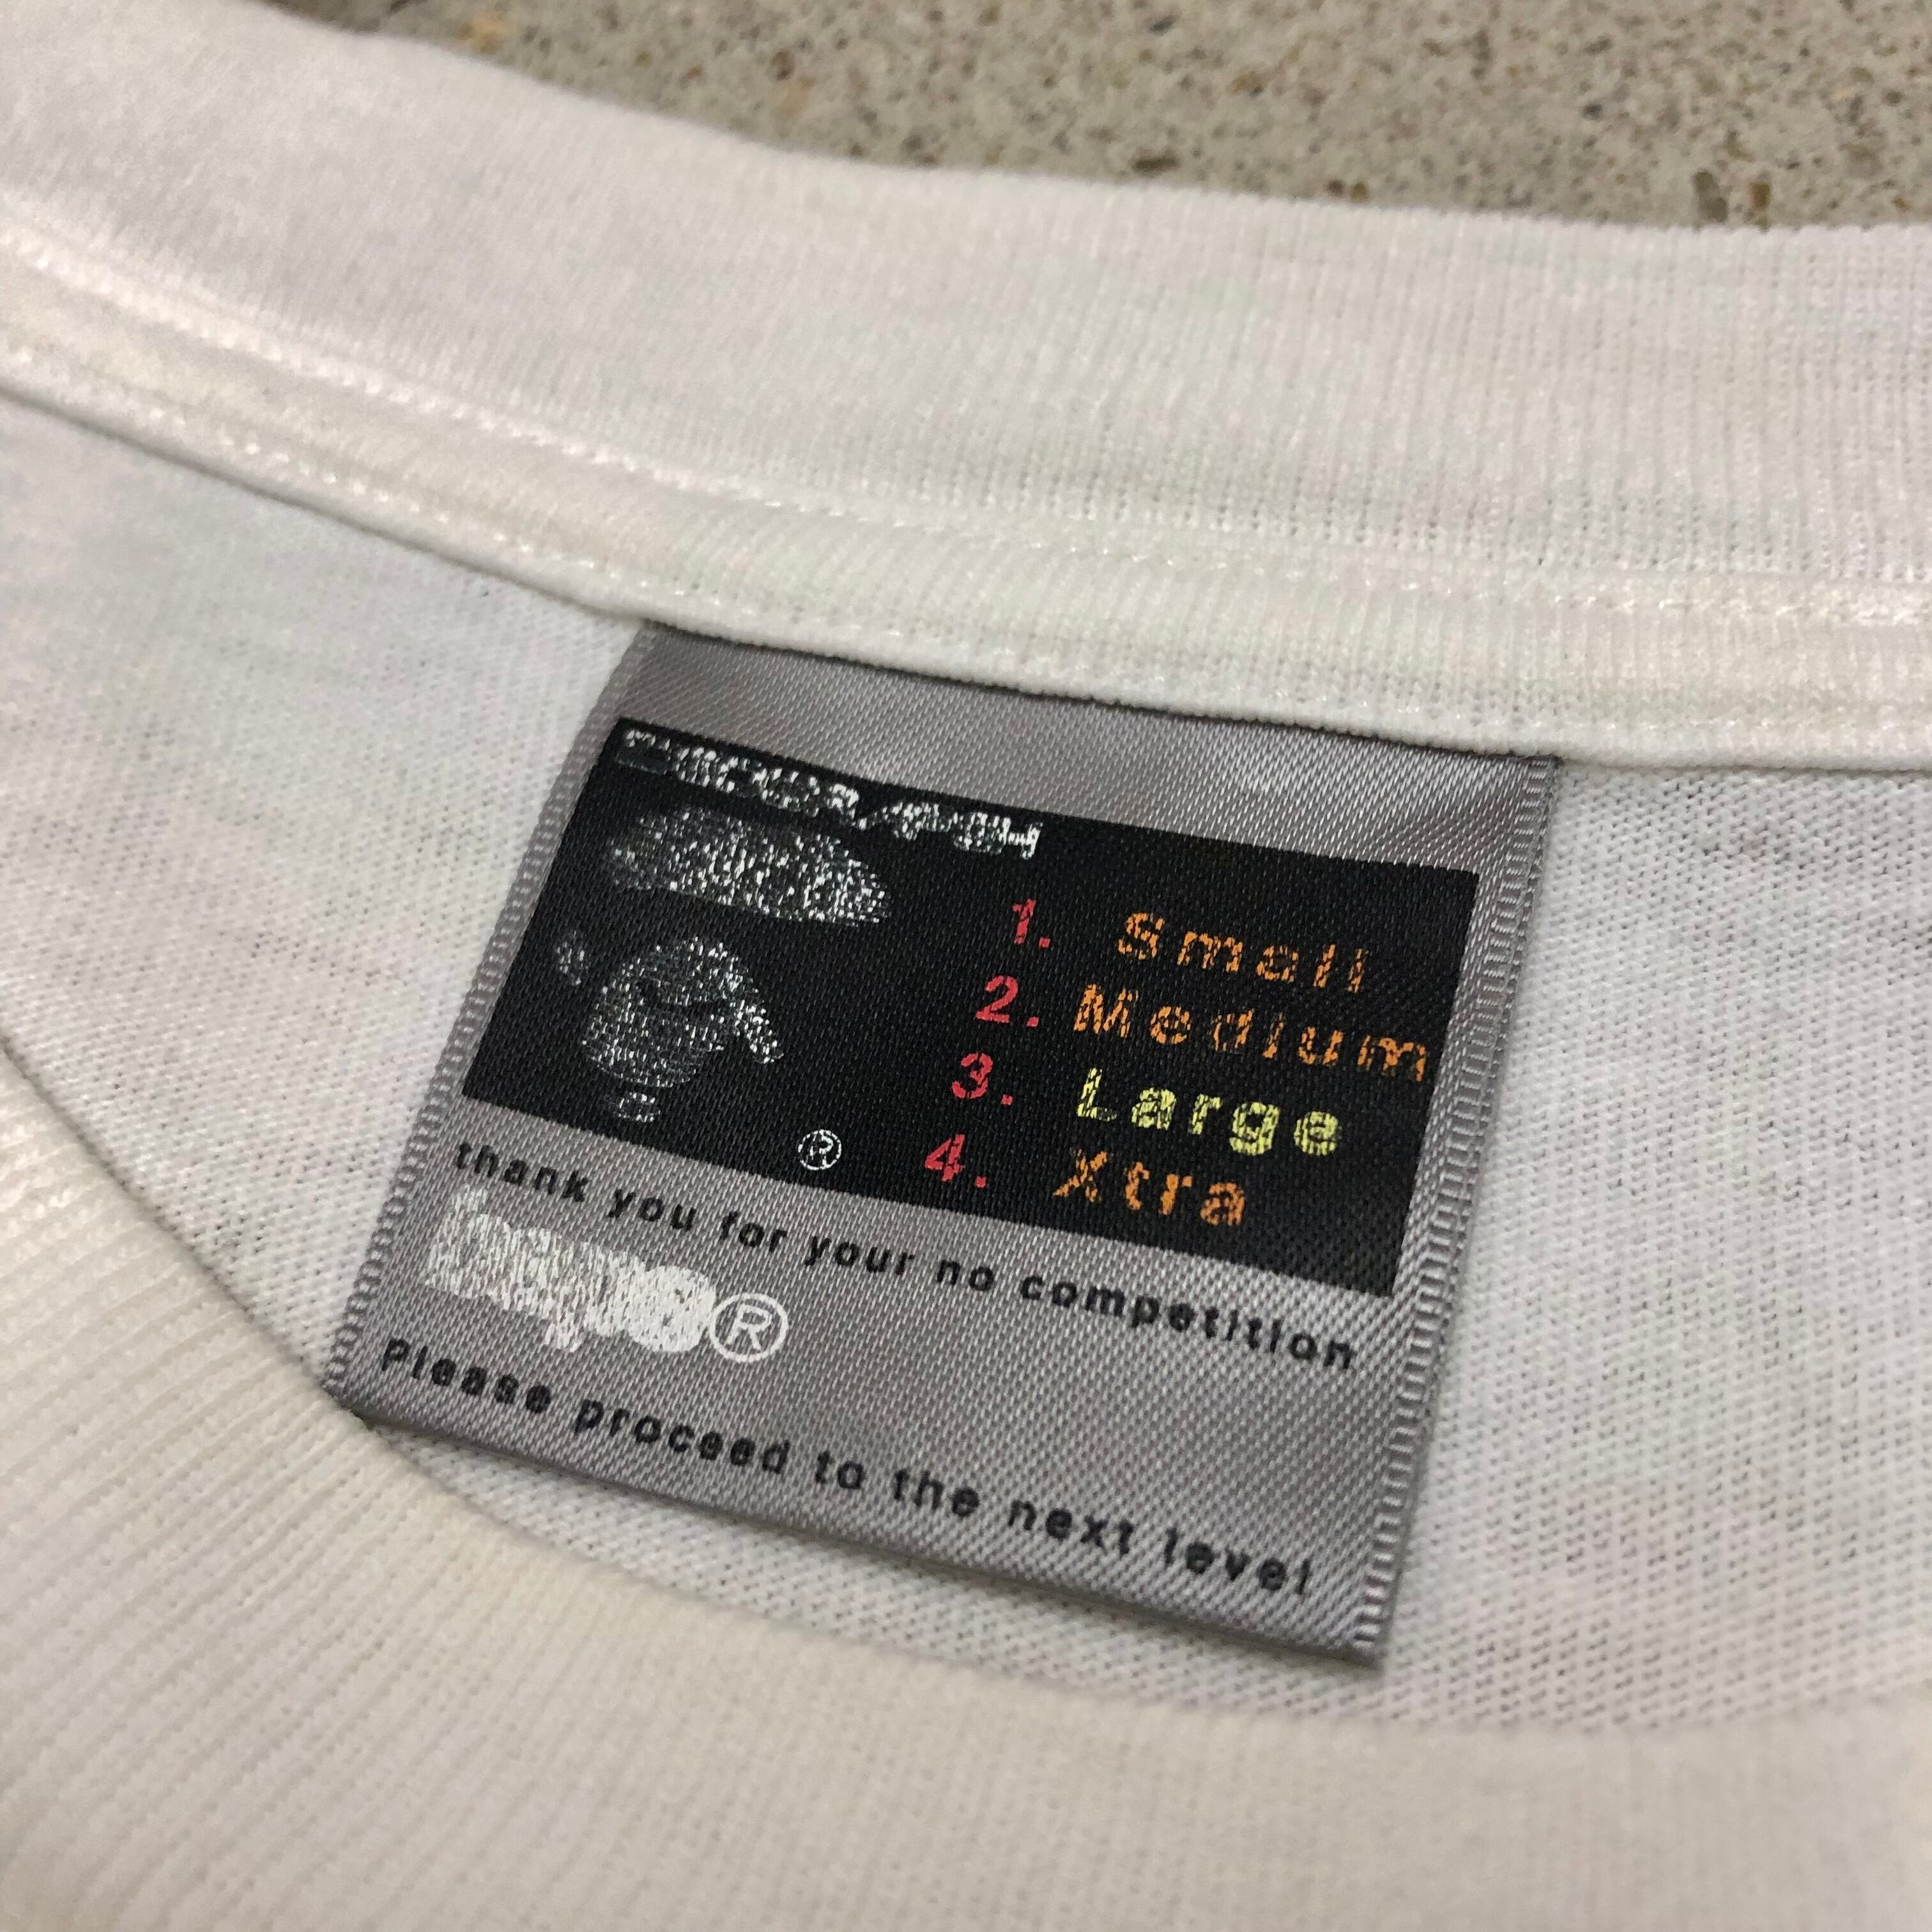 ®
1. Small
2. Medium
3. Large
4. Xtra
thank you for your no competition
®
Please proceed to the next level